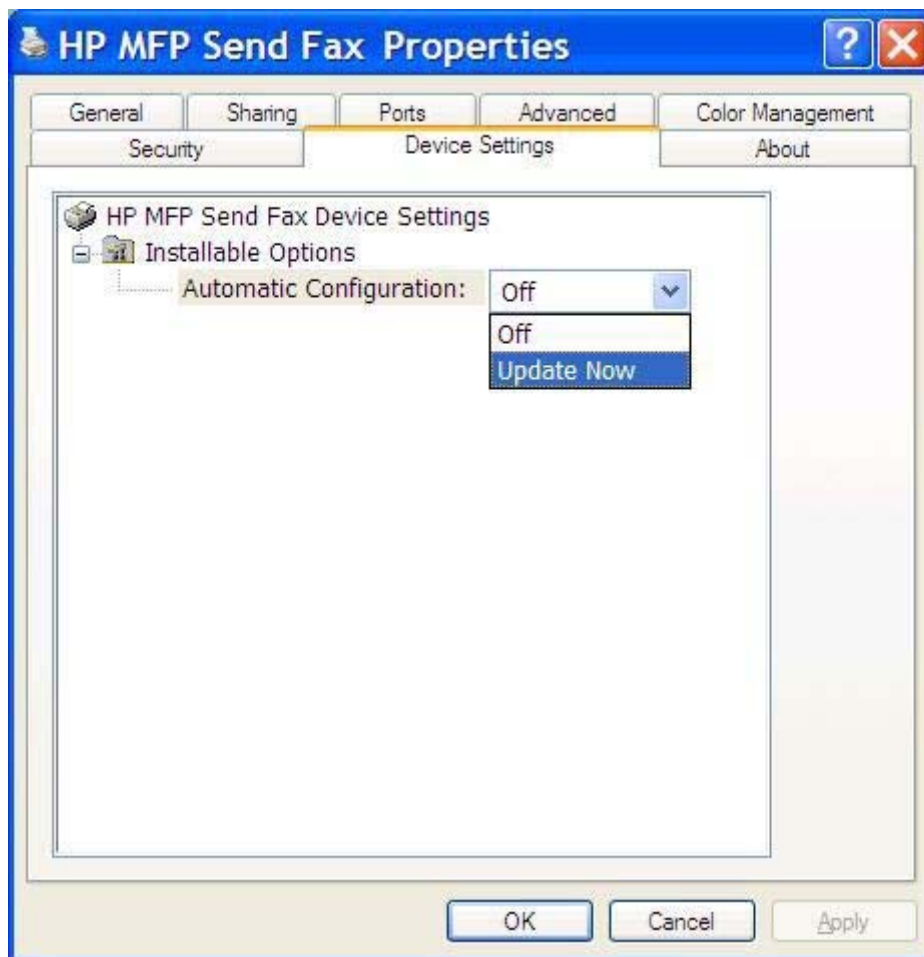 HP MFP Send Fax Properties
General Sharing Ports Advanced Color Management
Security Device Settings About
HP MFP Send Fax Device Settings
Installable Options
Automatic Configuration: Off
Off
Update Now
OK Cancel Apply